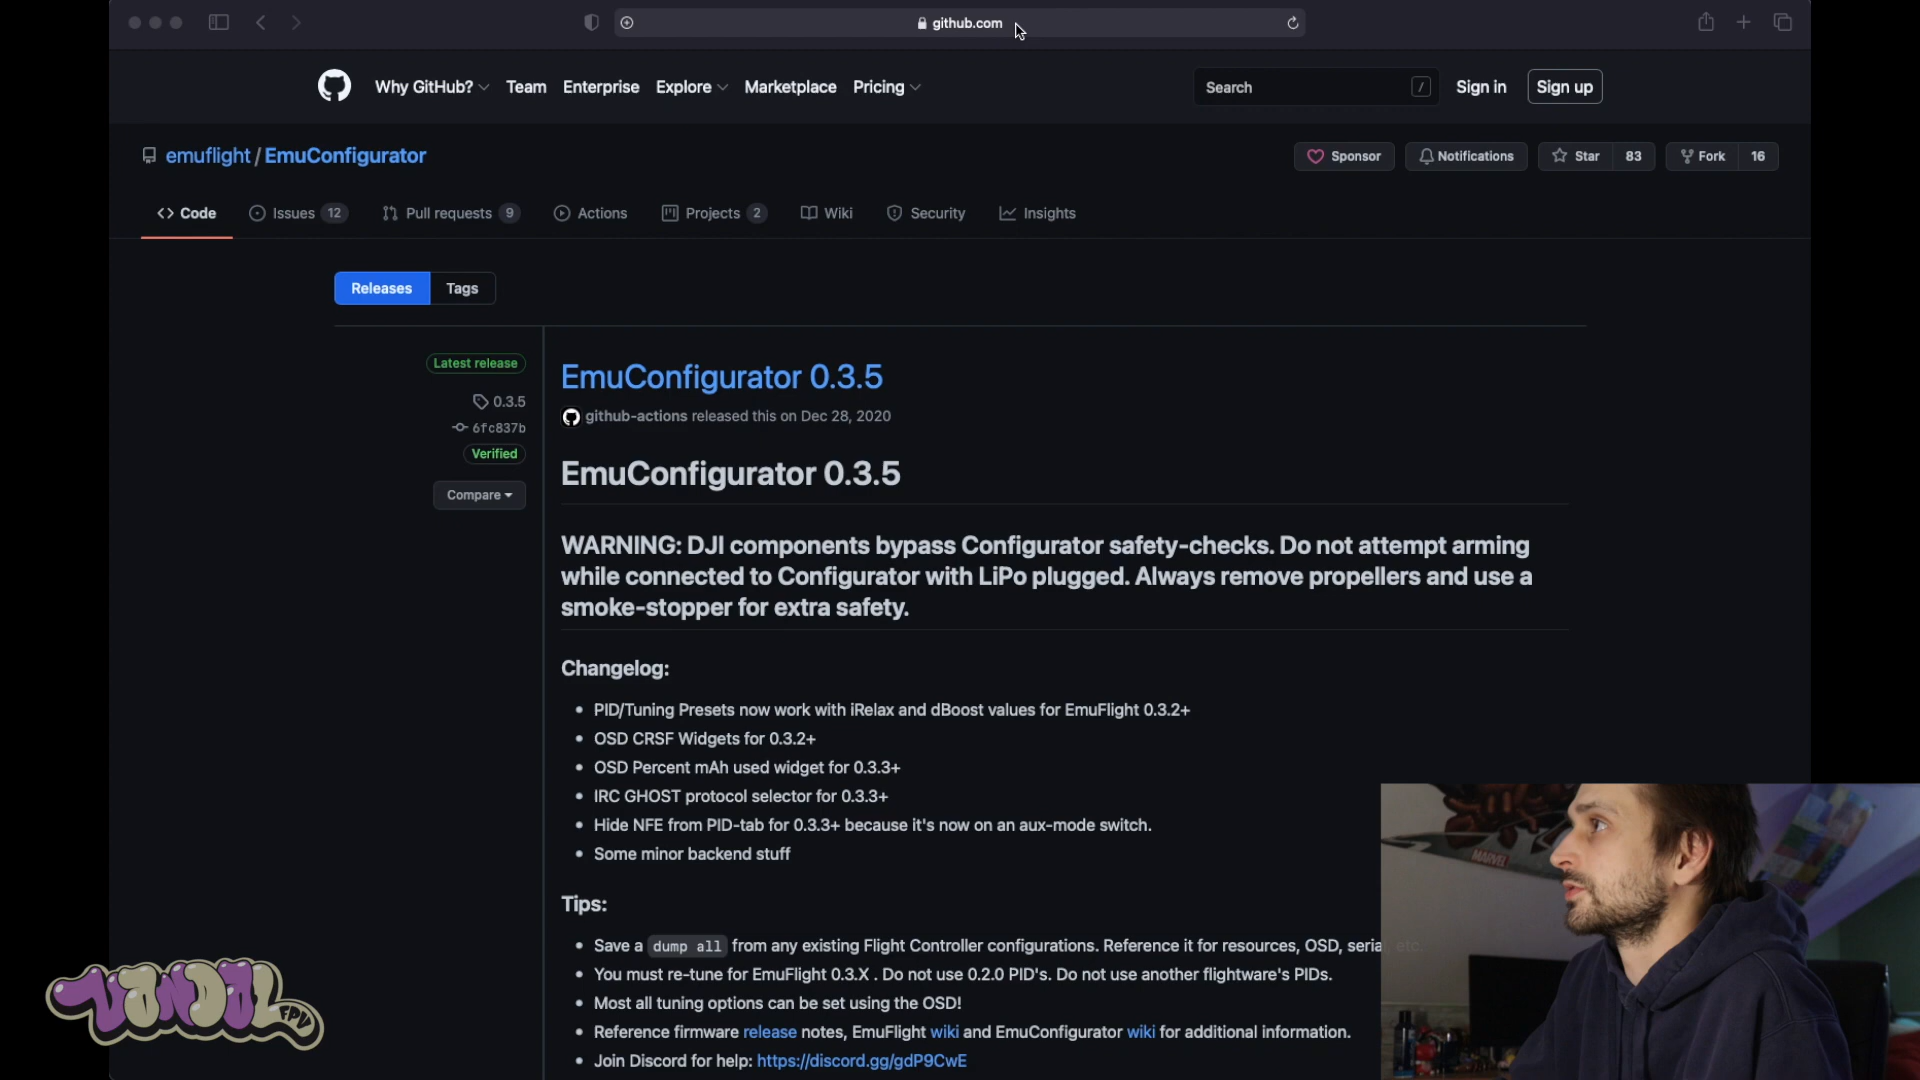 github.com
Why GitHub? Team Enterprise Explore Marketplace Pricing Search / Sign in Sign up
emuflight / EmuConfigurator Sponsor Notifications Star 83 Fork 16
Code Issues 12 Pull requests 9 Actions Projects 2 Wiki Security Insights
Releases Tags
Latest release
0.3.5
6fc837b
Verified
Compare
EmuConfigurator 0.3.5
github-actions released this on Dec 28, 2020
EmuConfigurator 0.3.5
WARNING: DJI components bypass Configurator safety-checks. Do not attempt arming
while connected to Configurator with LiPo plugged. Always remove propellers and use a
smoke-stopper for extra safety.
Changelog:
• PID/Tuning Presets now work with iRelax and dBoost values for EmuFlight 0.3.2+
• OSD CRSF Widgets for 0.3.2+
• OSD Percent mAh used widget for 0.3.3+
• IRC GHOST protocol selector for 0.3.3+
• Hide NFE from PID-tab for 0.3.3+ because it's now on an aux-mode switch.
• Some minor backend stuff
Tips:
• Save a dump all from any existing Flight Controller configurations. Reference it for resources, OSD, seria etc.
• You must re-tune for EmuFlight 0.3.X . Do not use 0.2.0 PID's. Do not use another flightware's PIDs.
• Most all tuning options can be set using the OSD!
• Reference firmware release notes, EmuFlight wiki and EmuConfigurator wiki for additional information.
• Join Discord for help: https://discord.gg/gdP9CwE
MARVEL
VANDAL FPV